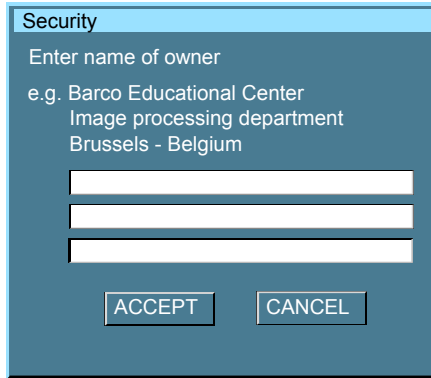 Security
Enter name of owner
e.g. Barco Educational Center
Image processing department
Brussels - Belgium
ACCEPT CANCEL